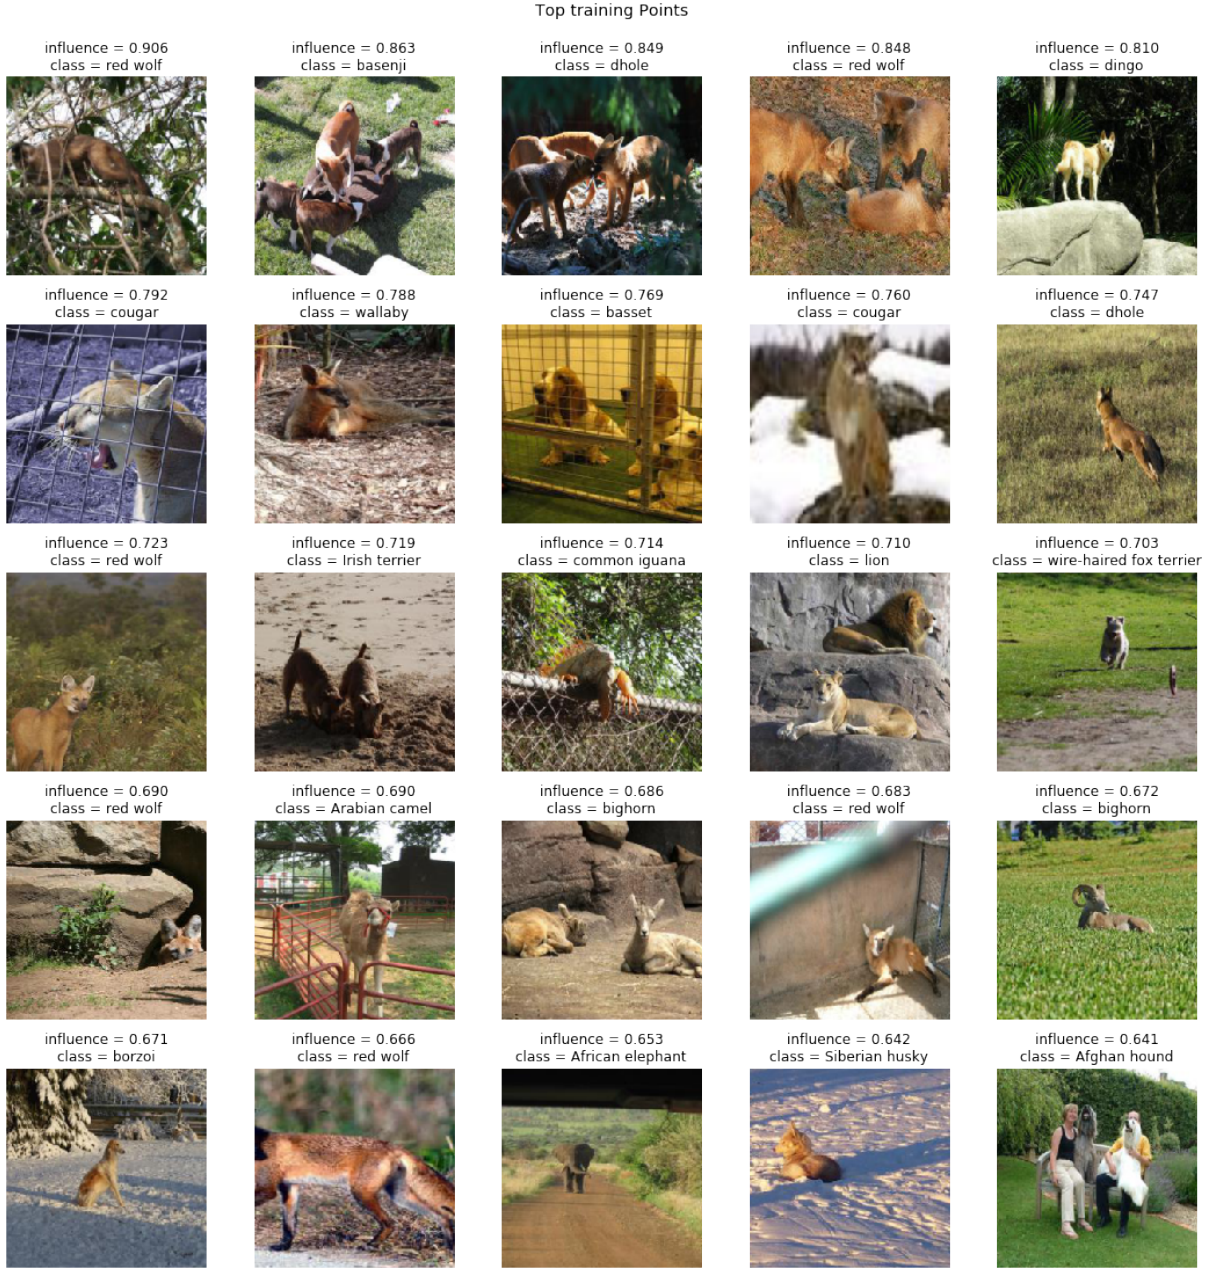 Top training Points
influence = 0.906
class = red wolf
influence = 0.863
class = basenji
influence = 0.849
class = dhole
influence = 0.848
class = red wolf
influence = 0.810
class = dingo
influence = 0.792
class = cougar
influence = 0.788
class = wallaby
influence = 0.769
class = basset
influence = 0.760
class = cougar
influence = 0.747
class = dhole
influence = 0.723
class = red wolf
influence = 0.719
class = Irish terrier
influence = 0.714
class = common iguana
influence = 0.710
class = lion
influence = 0.703
class = wire-haired fox terrier
influence = 0.690
class = red wolf
influence = 0.690
class = Arabian camel
influence = 0.686
class = bighorn
influence = 0.683
class = red wolf
influence = 0.672
class = bighorn
influence = 0.671
class = borzoi
influence = 0.666
class = red wolf
influence = 0.653
class = African elephant
influence = 0.642
class = Siberian husky
influence = 0.641
class = Afghan hound